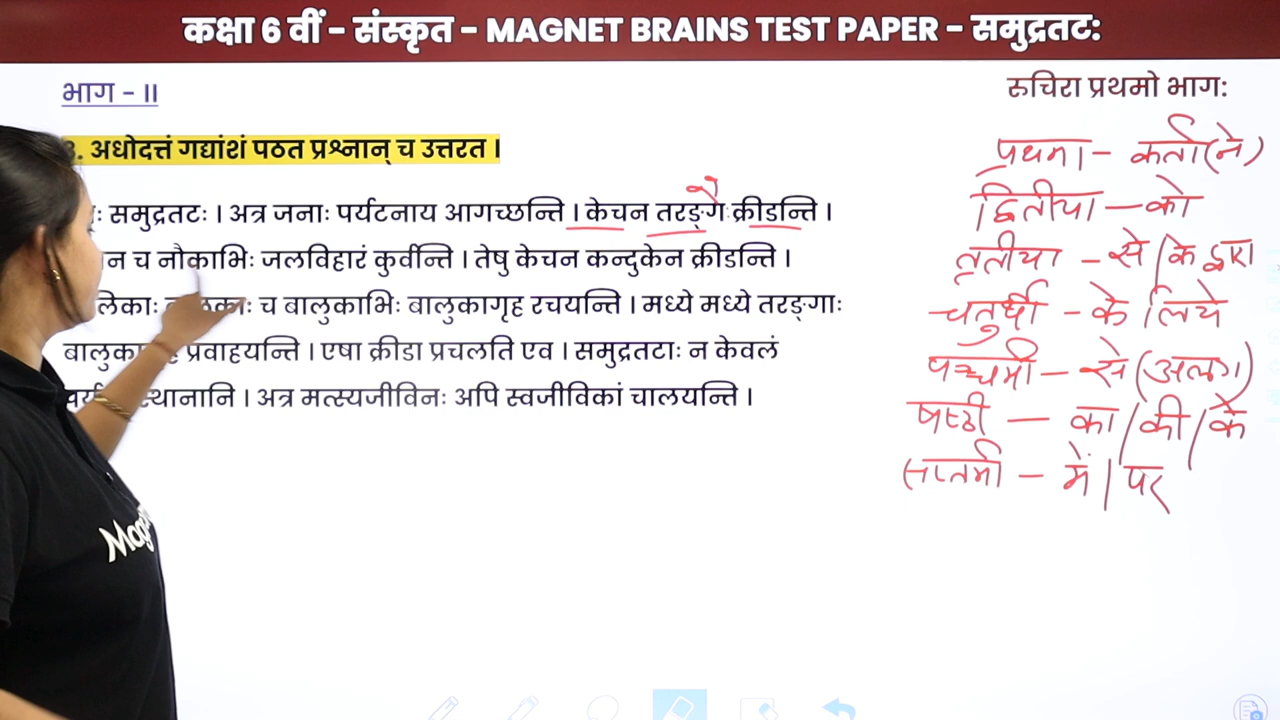 कक्षा 6 वीं - संस्कृत - MAGNET BRAINS TEST PAPER - समुद्रतट:
भाग - II
रुचिरा प्रथमो भाग:
3. अधोदत्तं गद्यांशं पठत प्रश्नान् च उत्तरत ।
समुद्रतटः । अत्र जनाः पर्यटनाय आगच्छन्ति । केचन तरङ्गै क्रीडन्ति ।
च नौकाभिः जलविहारं कुर्वन्ति । तेषु केचन कन्दुकेन क्रीडन्ति ।
च बालुकाभिः बालुकागृह रचयन्ति । मध्ये मध्ये तरङ्गाः
प्रवाहयन्ति । एषा क्रीडा प्रचलति एव । समुद्रतटाः न केवलं
अत्र मत्स्यजीविनः अपि स्वजीविकां चालयन्ति ।
प्रथमा - कर्ता (ने)
द्वितीया - को
तृतीया - से / के द्वारा
चतुर्थी - के लिये
पञ्चमी - से (अलग)
षष्ठी - का / की / के
सप्तमी - में / पर